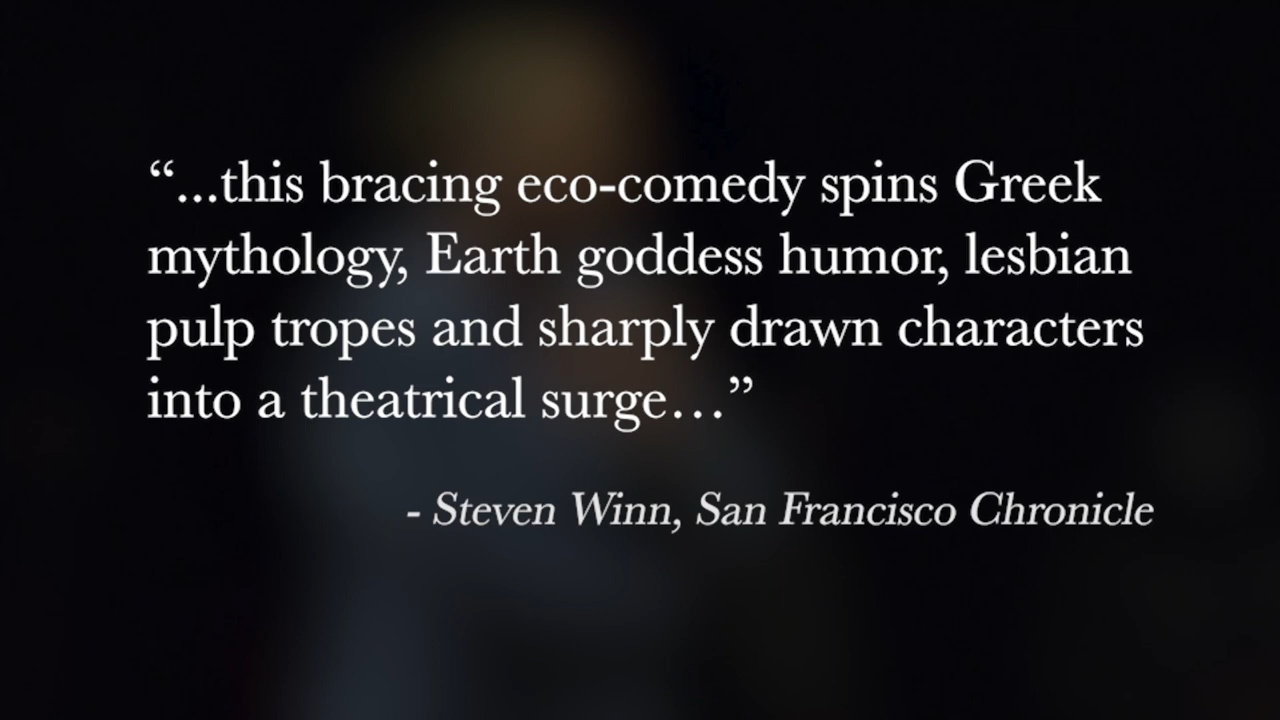 “...this bracing eco-comedy spins Greek
mythology, Earth goddess humor, lesbian
pulp tropes and sharply drawn characters
into a theatrical surge…”
- Steven Winn, San Francisco Chronicle